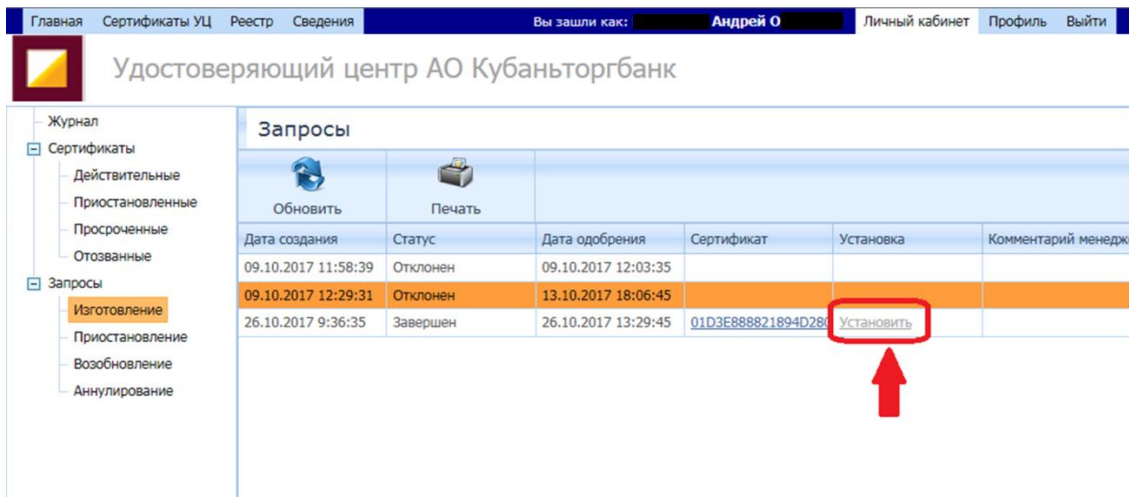 Главная Сертификаты УЦ Реестр Сведения Вы зашли как: Андрей О Личный кабинет Профиль Выйти
Удостоверяющий центр АО Кубаньторгбанк
Журнал
Сертификаты
Действительные
Приостановленные
Просроченные
Отозванные
Запросы
Изготовление
Приостановление
Возобновление
Аннулирование
Запросы
Обновить Печать
Дата создания Статус Дата одобрения Сертификат Установка Комментарий менедж
09.10.2017 11:58:39 Отклонен 09.10.2017 12:03:35
09.10.2017 12:29:31 Отклонен 13.10.2017 18:06:45
26.10.2017 9:36:35 Завершен 26.10.2017 13:29:45 01D3E888821894D280 Установить